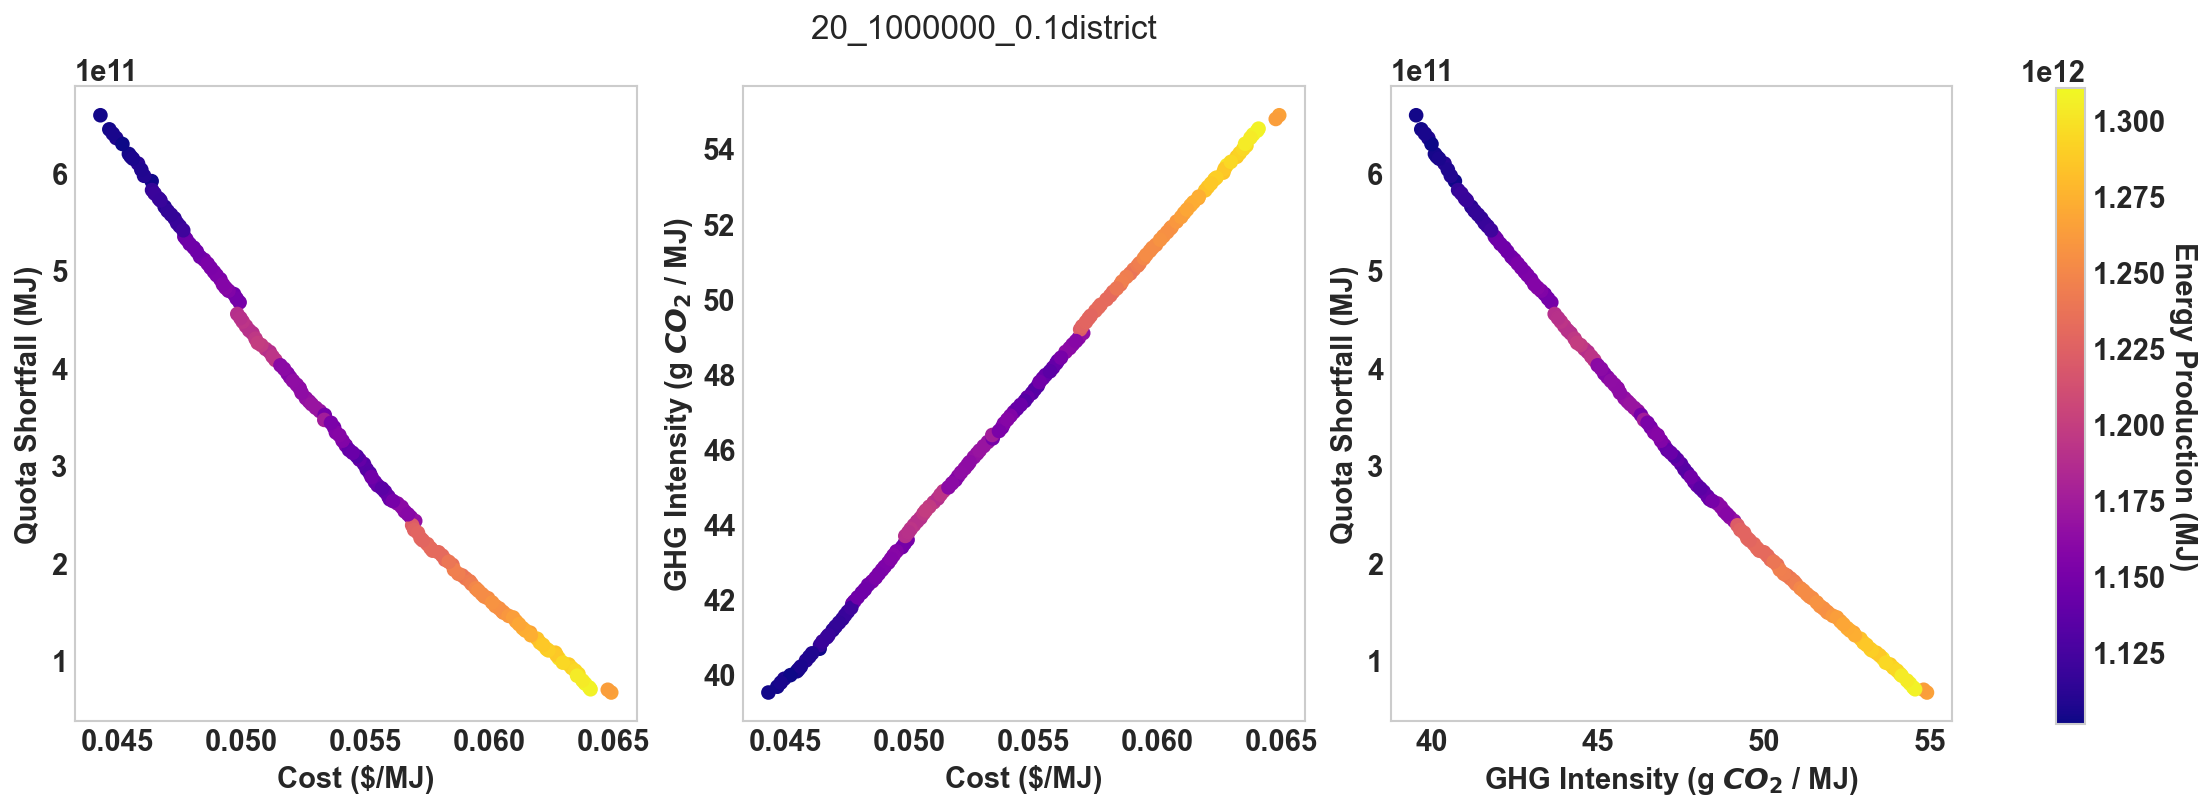 20_1000000_0.1district
1e11
Quota Shortfall (MJ)
6
5
4
3
2
1
0.045 0.050 0.055 0.060 0.065
Cost ($/MJ)
GHG Intensity (g CO₂ / MJ)
54
52
50
48
46
44
42
40
0.045 0.050 0.055 0.060 0.065
Cost ($/MJ)
1e11
Quota Shortfall (MJ)
6
5
4
3
2
1
40 45 50 55
GHG Intensity (g CO₂ / MJ)
1e12
1.300
1.275
1.250
1.225
1.200
1.175
1.150
1.125
Energy Production (MJ)